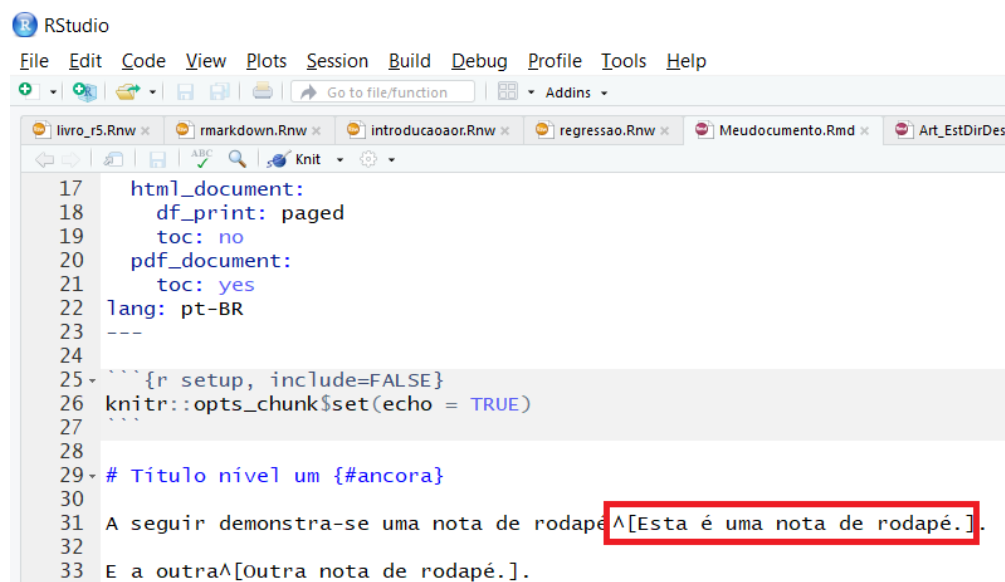 RStudio
File Edit Code View Plots Session Build Debug Profile Tools Help
Go to file/function Addins
livro_r5.Rnw rmarkdown.Rnw introducaoaor.Rnw regressao.Rnw Meudocumento.Rmd Art_EstDirDes
ABC Knit
17 html_document:
18 df_print: paged
19 toc: no
20 pdf_document:
21 toc: yes
22 lang: pt-BR
23 ---
24
25 ```{r setup, include=FALSE}
26 knitr::opts_chunk$set(echo = TRUE)
27 ```
28
29 # Título nível um {#ancora}
30
31 A seguir demonstra-se uma nota de rodapé^[Esta é uma nota de rodapé.].
32
33 E a outra^[Outra nota de rodapé.].